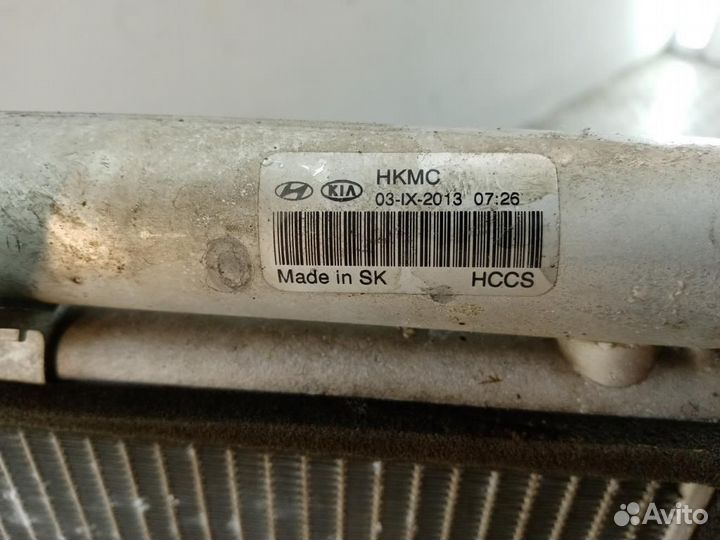 HKMC
KIA 03-IX-2013 07:26
Made in SK HCCS
Avito